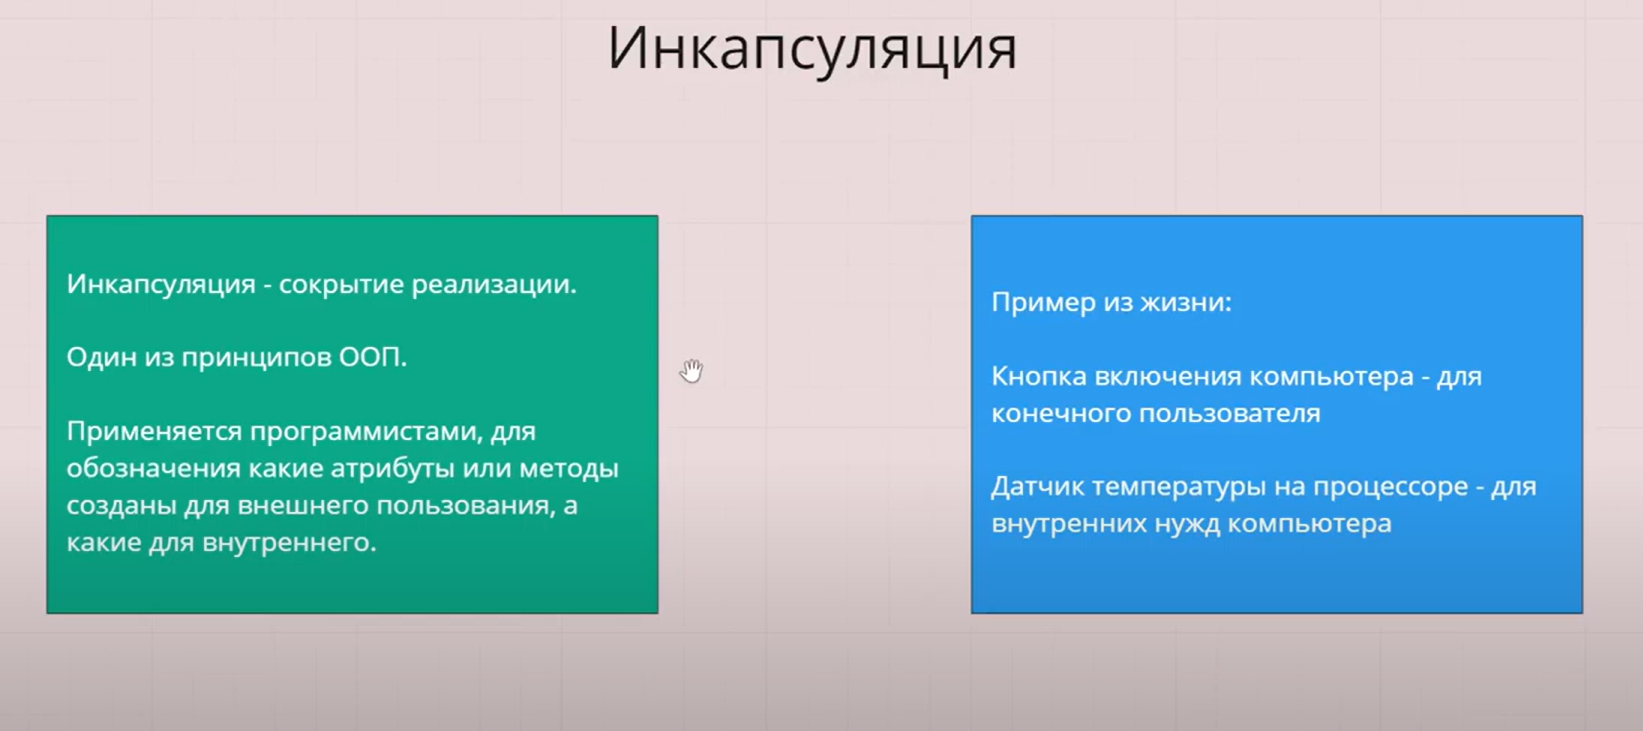 Инкапсуляция
Инкапсуляция - сокрытие реализации.
Один из принципов ООП.
Применяется программистами, для
обозначения какие атрибуты или методы
созданы для внешнего пользования, а
какие для внутреннего.
Пример из жизни:
Кнопка включения компьютера - для
конечного пользователя
Датчик температуры на процессоре - для
внутренних нужд компьютера